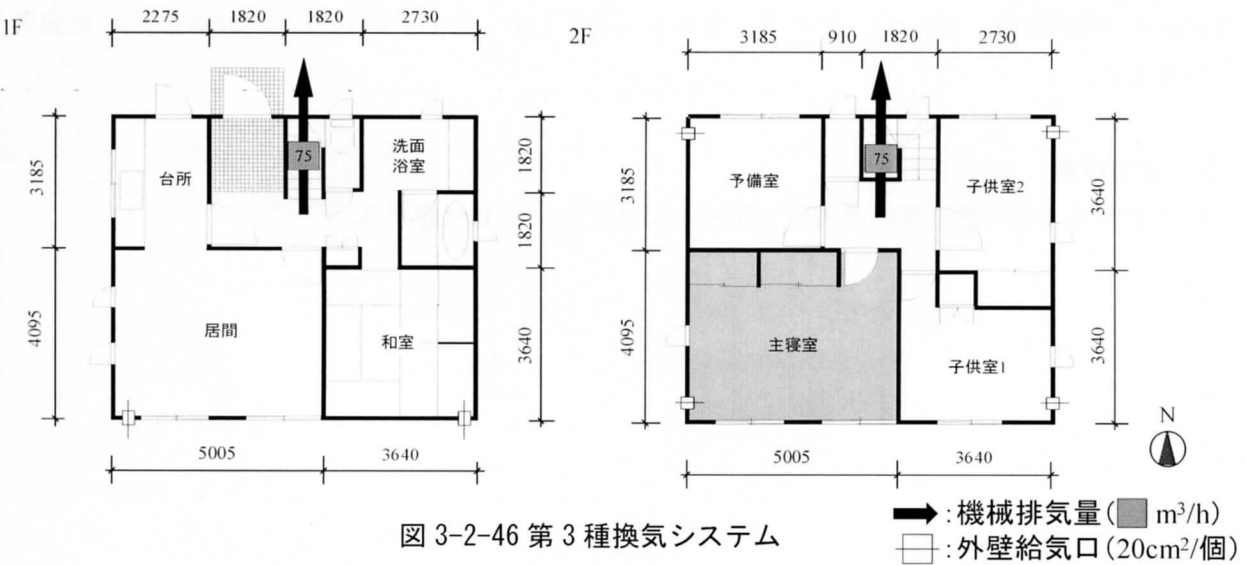 1F
2275 1820 1820 2730
3185
4095
1820
1820
3640
75
台所
洗面
浴室
居間
和室
5005 3640
2F
3185 910 1820 2730
3185
4095
3640
3640
75
予備室
子供室2
主寝室
子供室1
5005 3640
N
図 3-2-46 第 3 種換気システム
:機械排気量( m³/h)
:外壁給気口(20cm²/個)